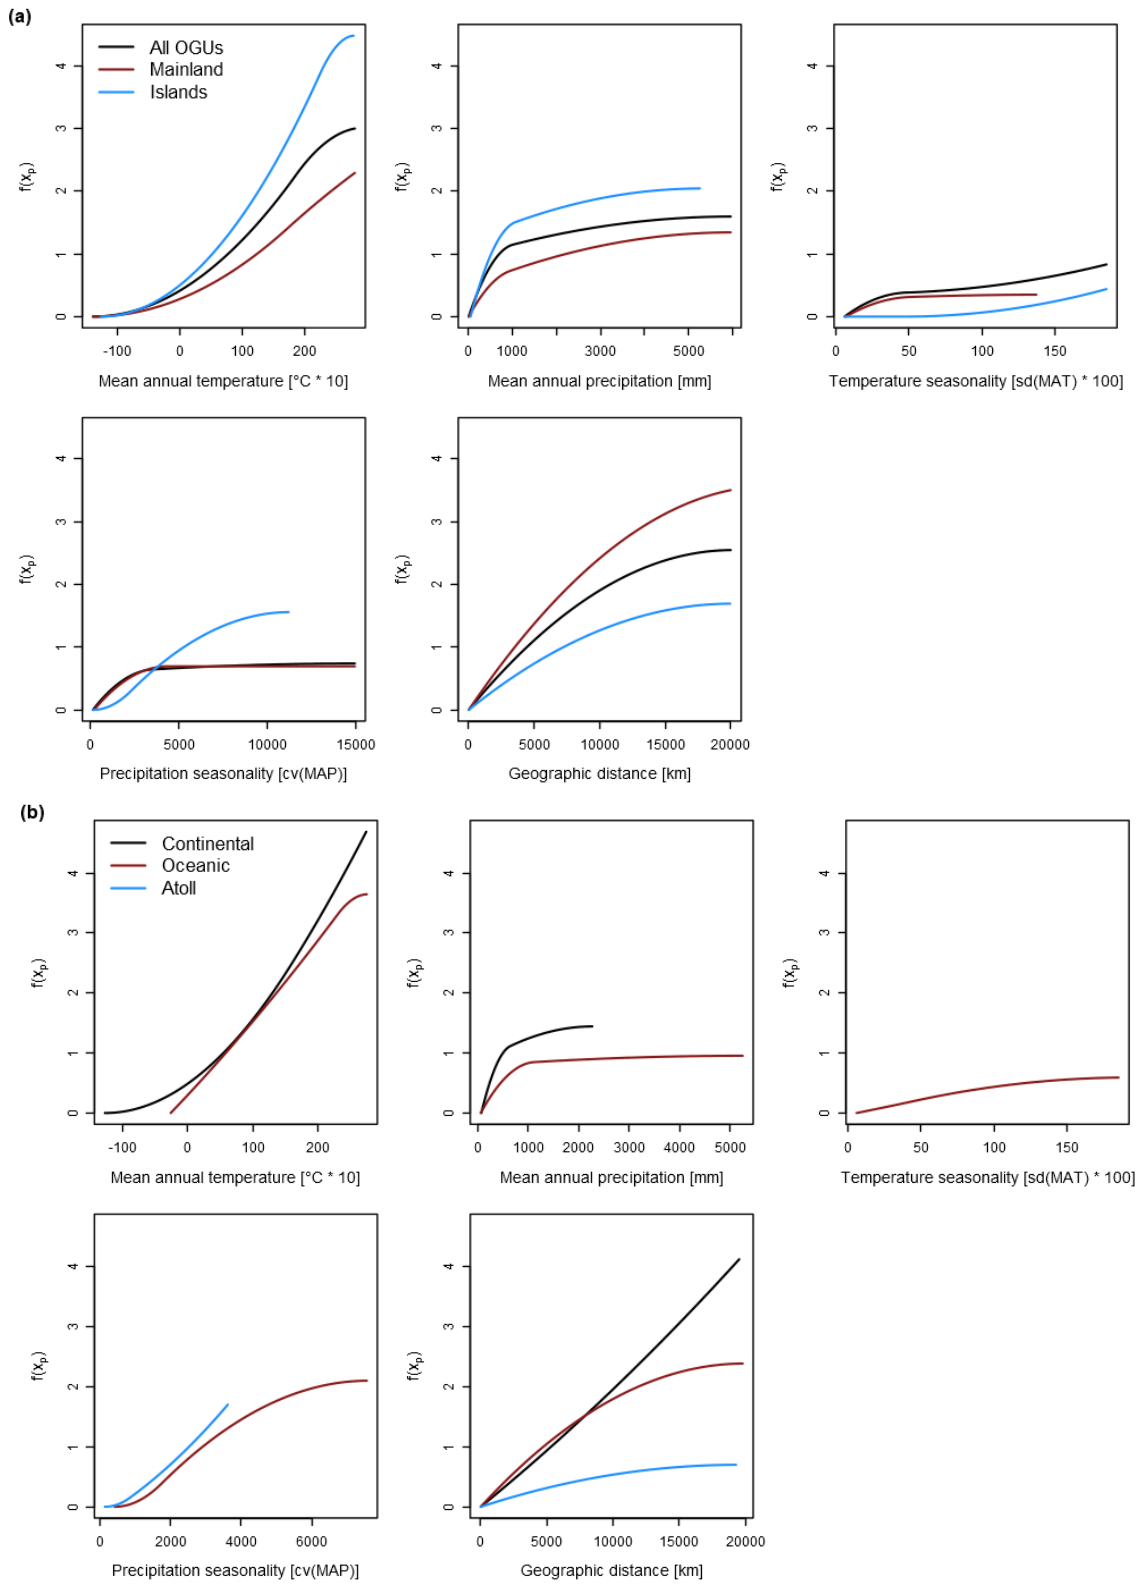 (a)
All OGUs
Mainland
Islands
f(xp)
0 1 2 3 4
-100 0 100 200
Mean annual temperature [°C * 10]
f(xp)
0 1 2 3 4
0 1000 3000 5000
Mean annual precipitation [mm]
f(xp)
0 1 2 3 4
0 50 100 150
Temperature seasonality [sd(MAT) * 100]
f(xp)
0 1 2 3 4
0 5000 10000 15000
Precipitation seasonality [cv(MAP)]
f(xp)
0 1 2 3 4
0 5000 10000 15000 20000
Geographic distance [km]
(b)
Continental
Oceanic
Atoll
f(xp)
0 1 2 3 4
-100 0 100 200
Mean annual temperature [°C * 10]
f(xp)
0 1 2 3 4
0 1000 2000 3000 4000 5000
Mean annual precipitation [mm]
f(xp)
0 1 2 3 4
0 50 100 150
Temperature seasonality [sd(MAT) * 100]
f(xp)
0 1 2 3 4
0 2000 4000 6000
Precipitation seasonality [cv(MAP)]
f(xp)
0 1 2 3 4
0 5000 10000 15000 20000
Geographic distance [km]